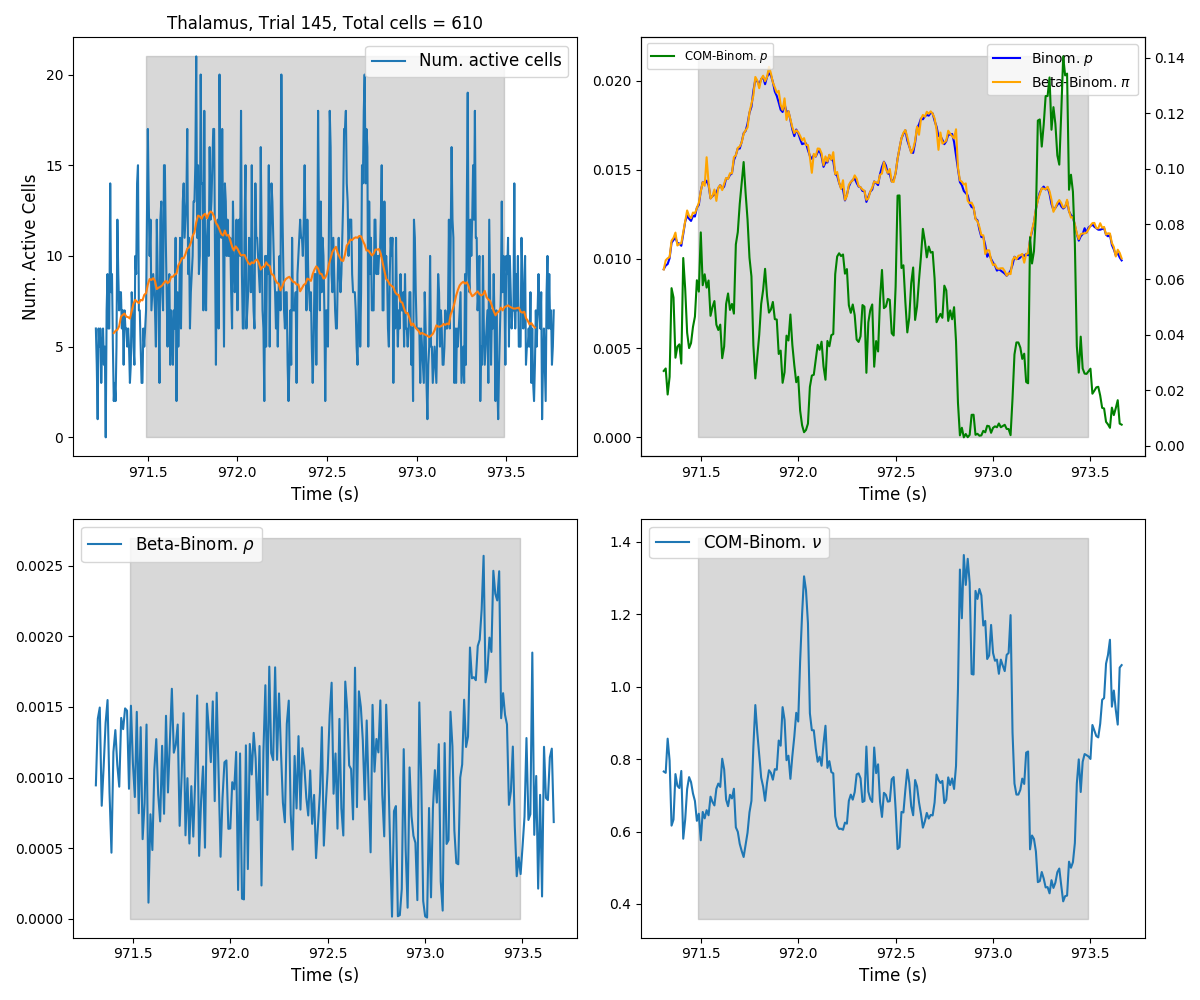 Thalamus, Trial 145, Total cells = 610
Num. active cells
Num. Active Cells
20
15
10
5
0
971.5 972.0 972.5 973.0 973.5
Time (s)
COM-Binom. p
Binom. p
Beta-Binom. π
0.020
0.015
0.010
0.005
0.000
0.14
0.12
0.10
0.08
0.06
0.04
0.02
0.00
971.5 972.0 972.5 973.0 973.5
Time (s)
Beta-Binom. ρ
0.0025
0.0020
0.0015
0.0010
0.0005
0.0000
971.5 972.0 972.5 973.0 973.5
Time (s)
COM-Binom. ν
1.4
1.2
1.0
0.8
0.6
0.4
971.5 972.0 972.5 973.0 973.5
Time (s)